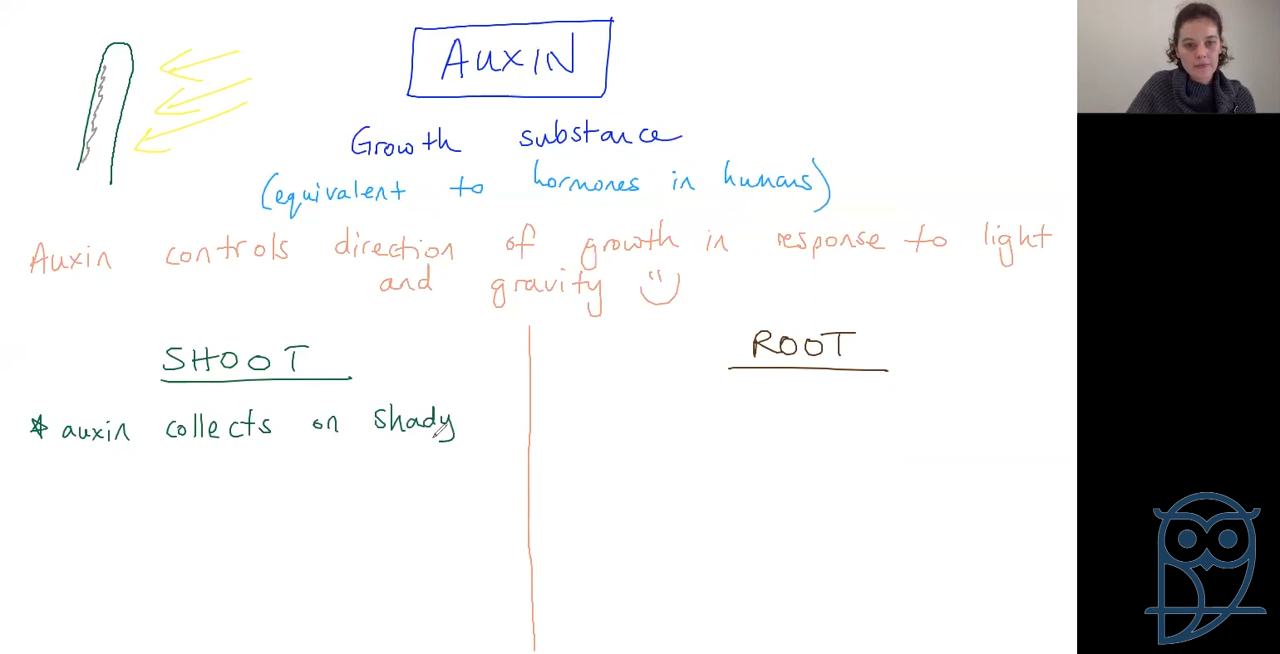 AUXIN
Growth substance
(equivalent to hormones in humans)
Auxin controls direction of growth in response to light
and gravity
SHOOT
ROOT
* auxin collects on shady